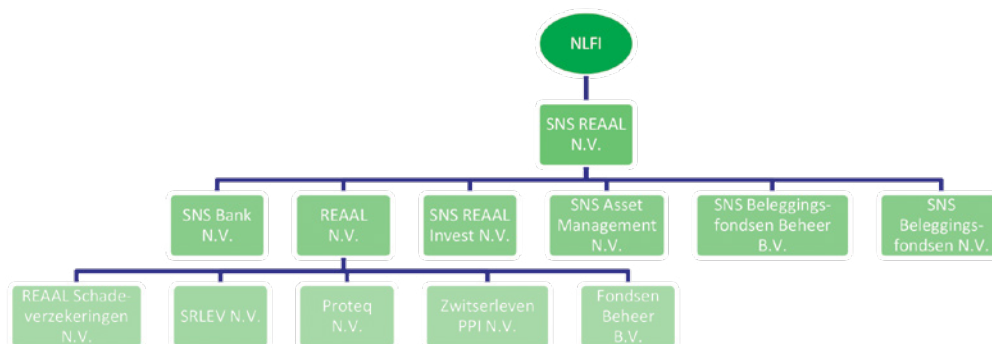 NLFI
SNS REAAL
N.V.
SNS Bank
N.V.
REAAL
N.V.
SNS REAAL
Invest N.V.
SNS Asset
Management
N.V.
SNS Beleggings-
fondsen Beheer
B.V.
SNS
Beleggings-
fondsen N.V.
REAAL Schade-
verzekeringen
N.V.
SRLEV N.V.
Proteq
N.V.
Zwitserleven
PPI N.V.
Fondsen
Beheer
B.V.